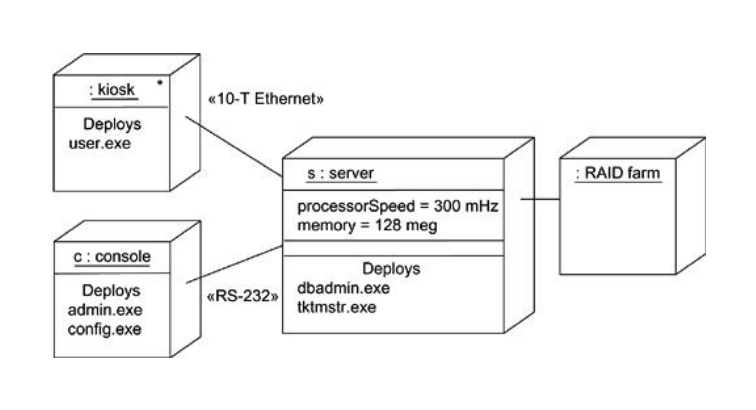 : kiosk *
Deploys
user.exe
«10-T Ethernet»
s : server
processorSpeed = 300 mHz
memory = 128 meg
Deploys
dbadmin.exe
tktmstr.exe
: RAID farm
c : console
Deploys
admin.exe
config.exe
«RS-232»